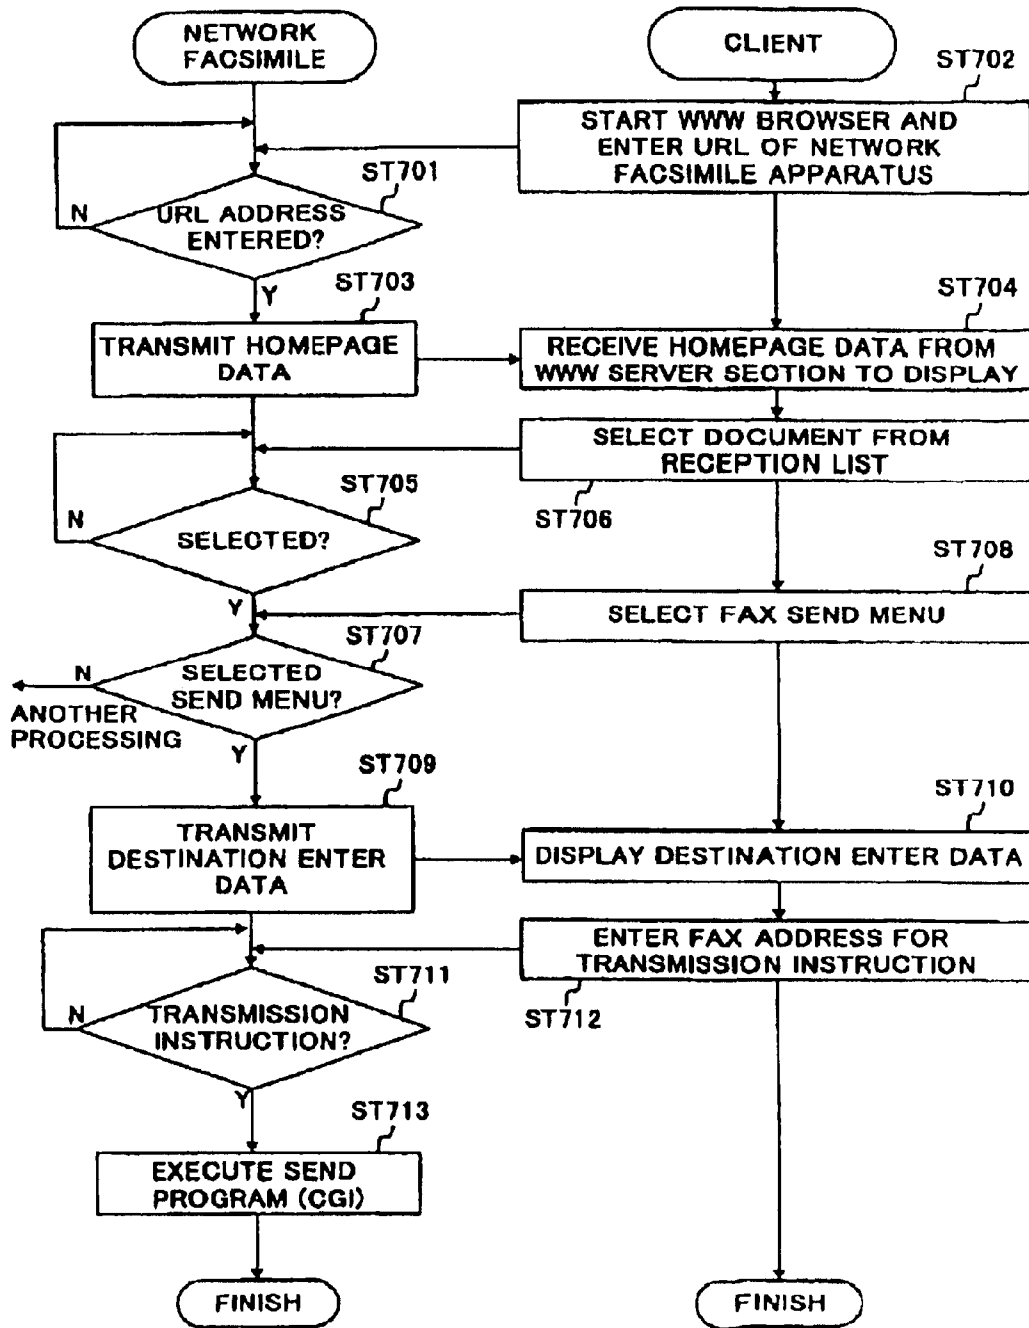 NETWORK
FACSIMILE
CLIENT
ST702
START WWW BROWSER AND
ENTER URL OF NETWORK
FACSIMILE APPARATUS
ST701
URL ADDRESS
ENTERED?
N
Y
ST703
TRANSMIT HOMEPAGE
DATA
ST704
RECEIVE HOMEPAGE DATA FROM
WWW SERVER SECTION TO DISPLAY
SELECT DOCUMENT FROM
RECEPTION LIST
ST706
ST705
SELECTED?
N
Y
ST708
SELECT FAX SEND MENU
ST707
SELECTED
SEND MENU?
N
ANOTHER
PROCESSING
Y
ST709
TRANSMIT
DESTINATION ENTER
DATA
ST710
DISPLAY DESTINATION ENTER DATA
ENTER FAX ADDRESS FOR
TRANSMISSION INSTRUCTION
ST712
ST711
TRANSMISSION
INSTRUCTION?
N
Y
ST713
EXECUTE SEND
PROGRAM (CGI)
FINISH
FINISH